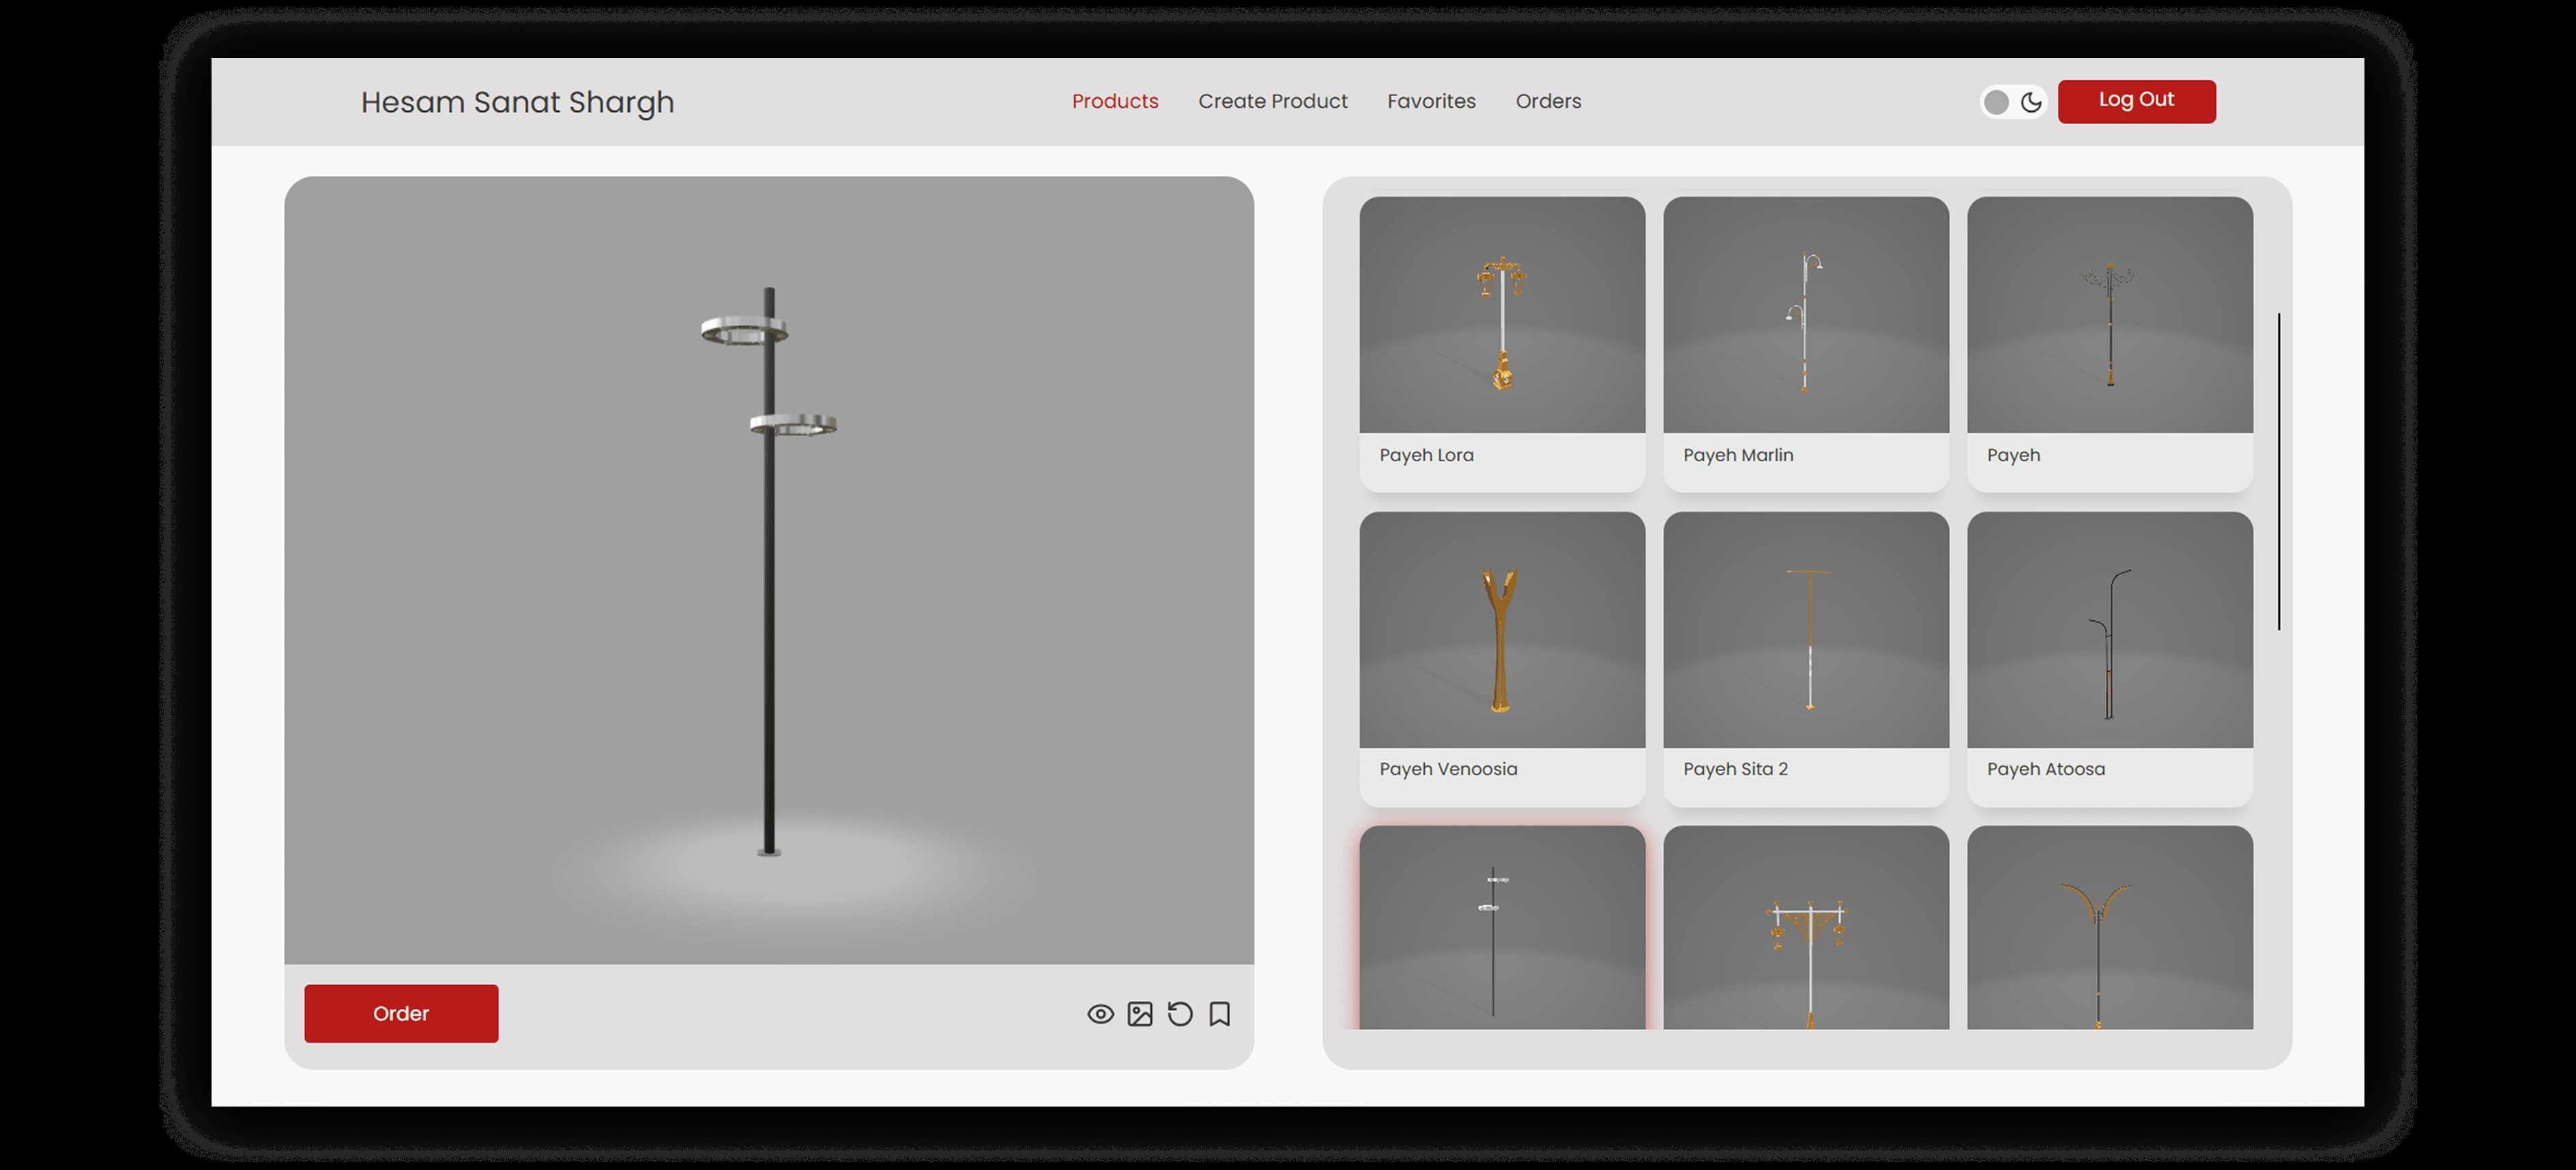 Hesam Sanat Shargh
Products Create Product Favorites Orders
Log Out
Order
Payeh Lora
Payeh Marlin
Payeh
Payeh Venoosia
Payeh Sita 2
Payeh Atoosa